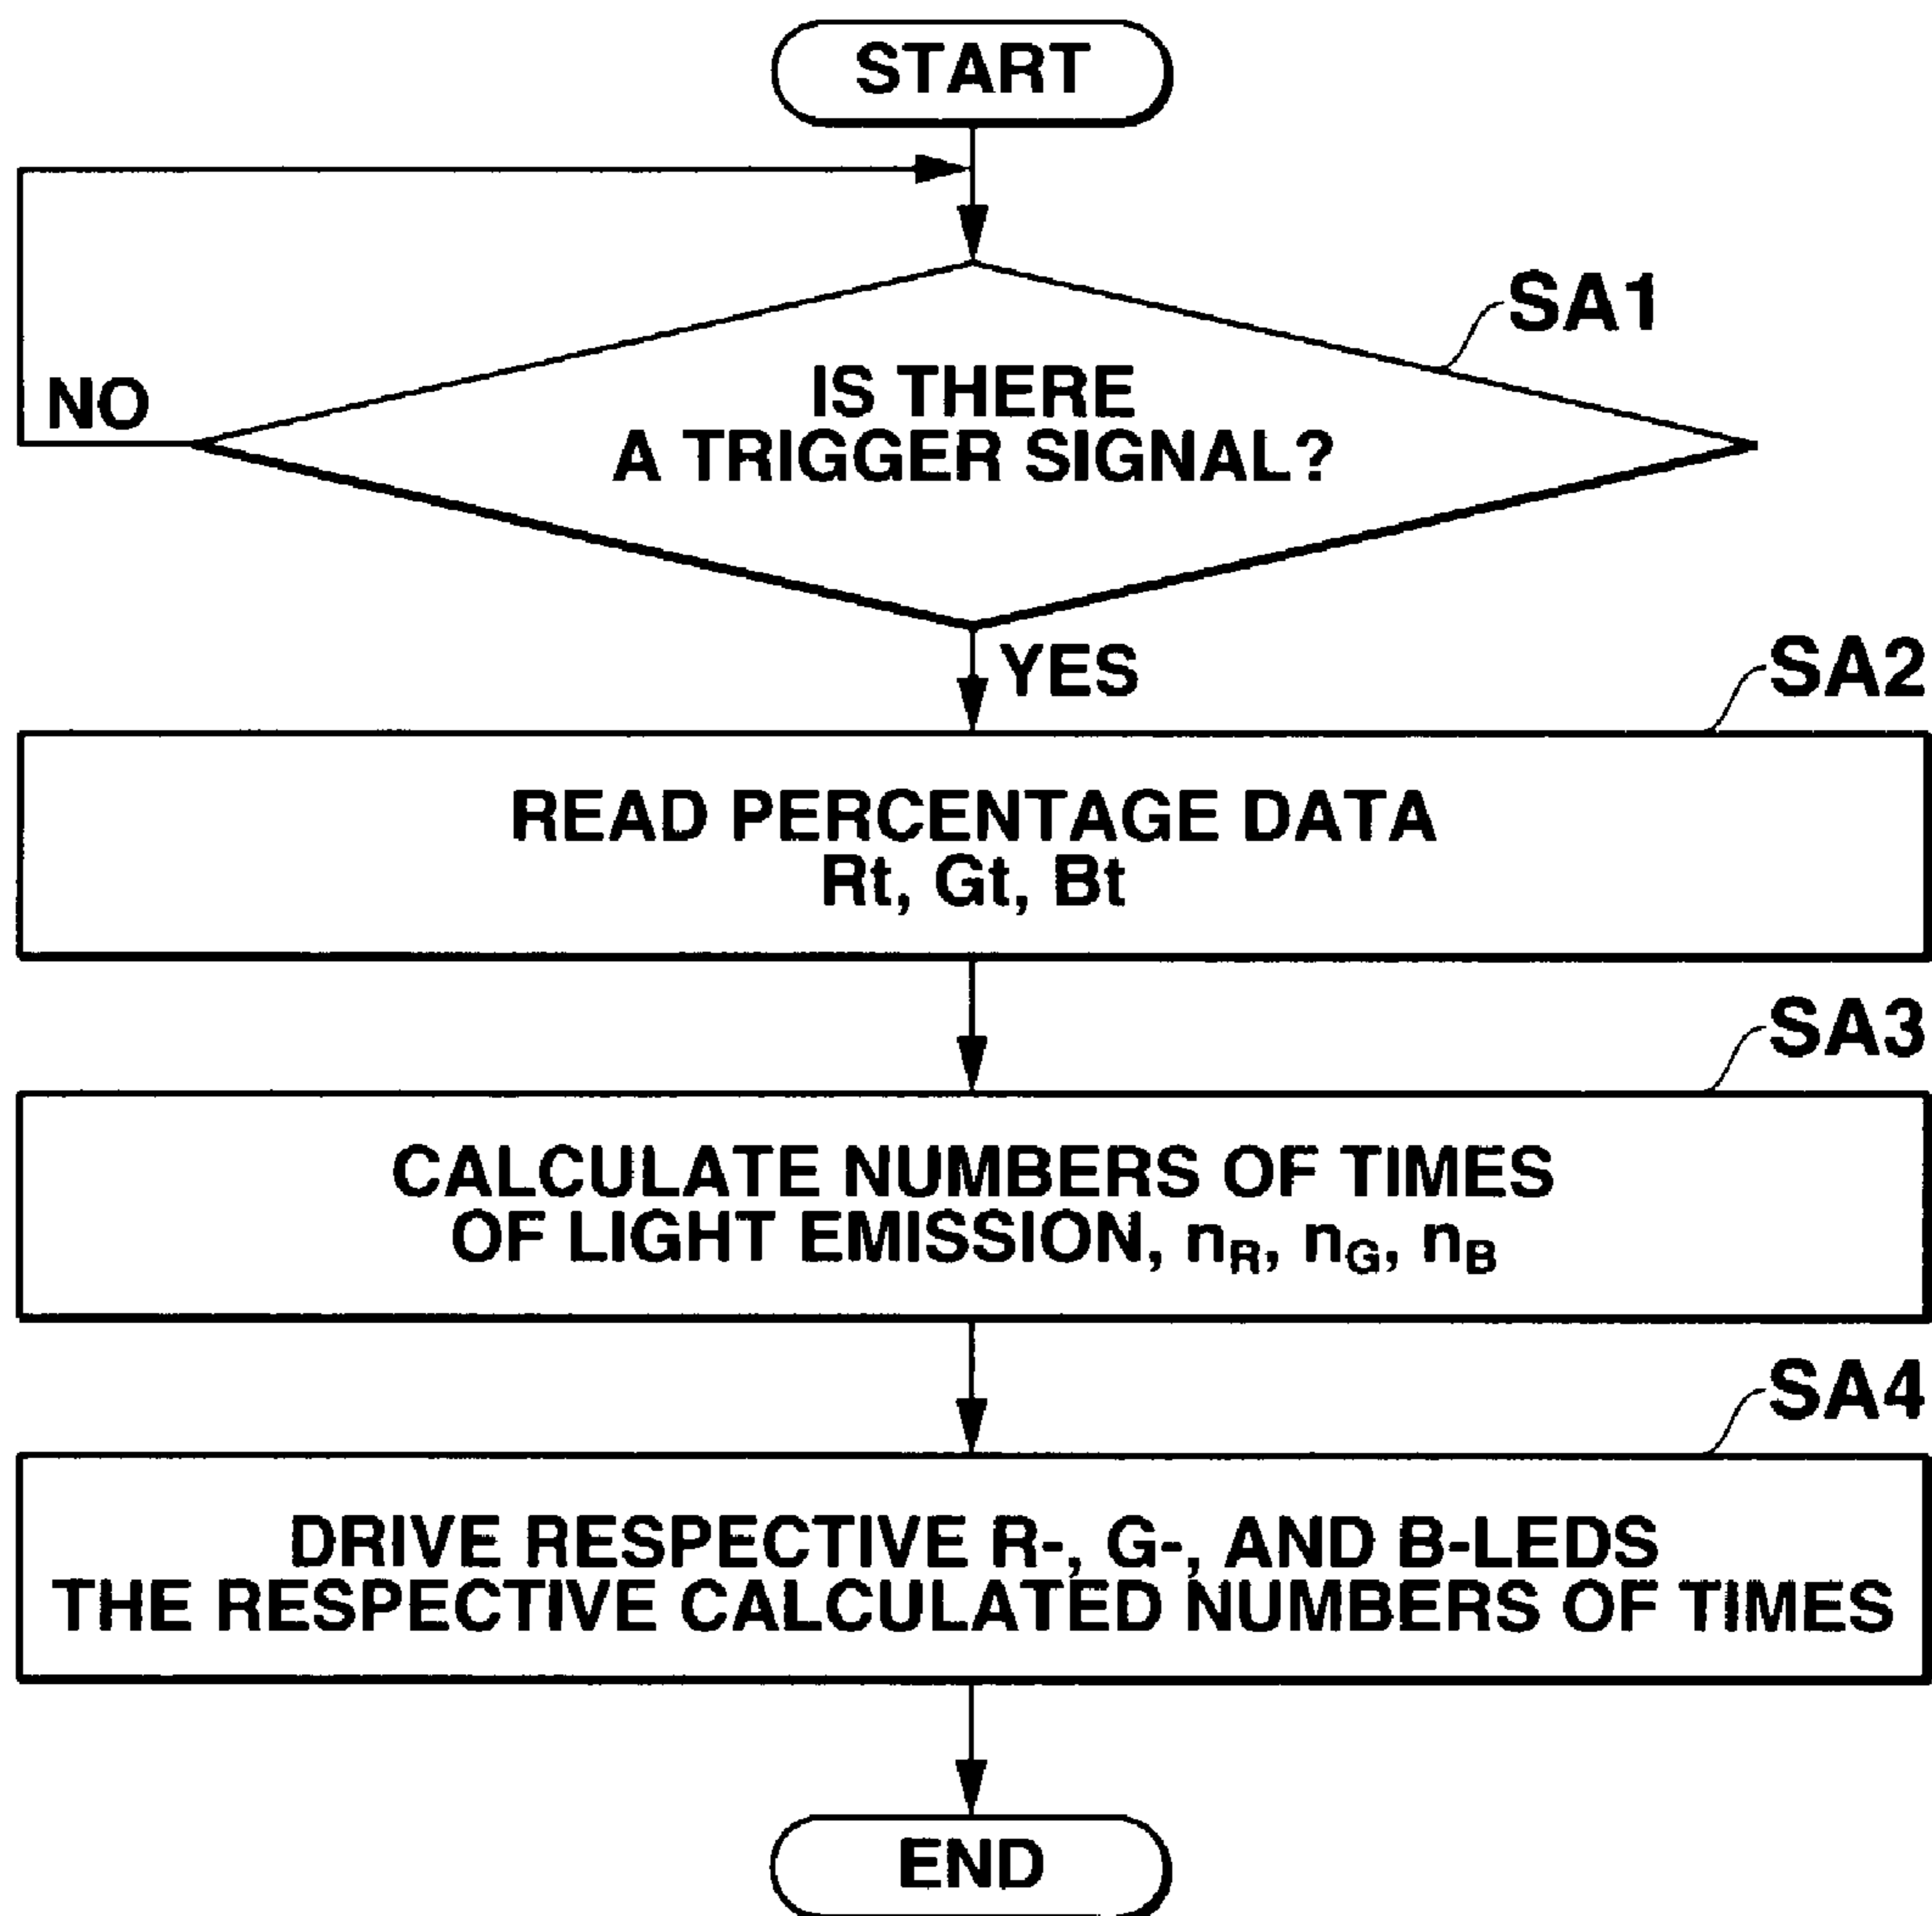 START
SA1
IS THERE
A TRIGGER SIGNAL?
NO
YES
SA2
READ PERCENTAGE DATA
Rt, Gt, Bt
SA3
CALCULATE NUMBERS OF TIMES
OF LIGHT EMISSION, nR, nG, nB
SA4
DRIVE RESPECTIVE R-, G-, AND B-LEDS
THE RESPECTIVE CALCULATED NUMBERS OF TIMES
END